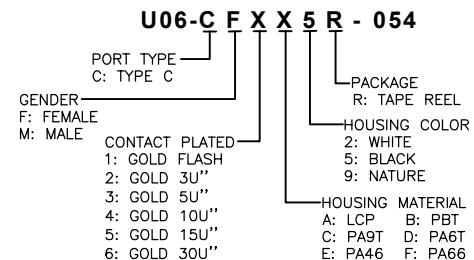 U06-C F X X 5 R - 054
PORT TYPE
C: TYPE C
PACKAGE
R: TAPE REEL
GENDER
F: FEMALE
M: MALE
HOUSING COLOR
2: WHITE
5: BLACK
9: NATURE
CONTACT PLATED
1: GOLD FLASH
2: GOLD 3U''
3: GOLD 5U''
4: GOLD 10U''
5: GOLD 15U''
6: GOLD 30U''
HOUSING MATERIAL
A: LCP B: PBT
C: PA9T D: PA6T
E: PA46 F: PA66